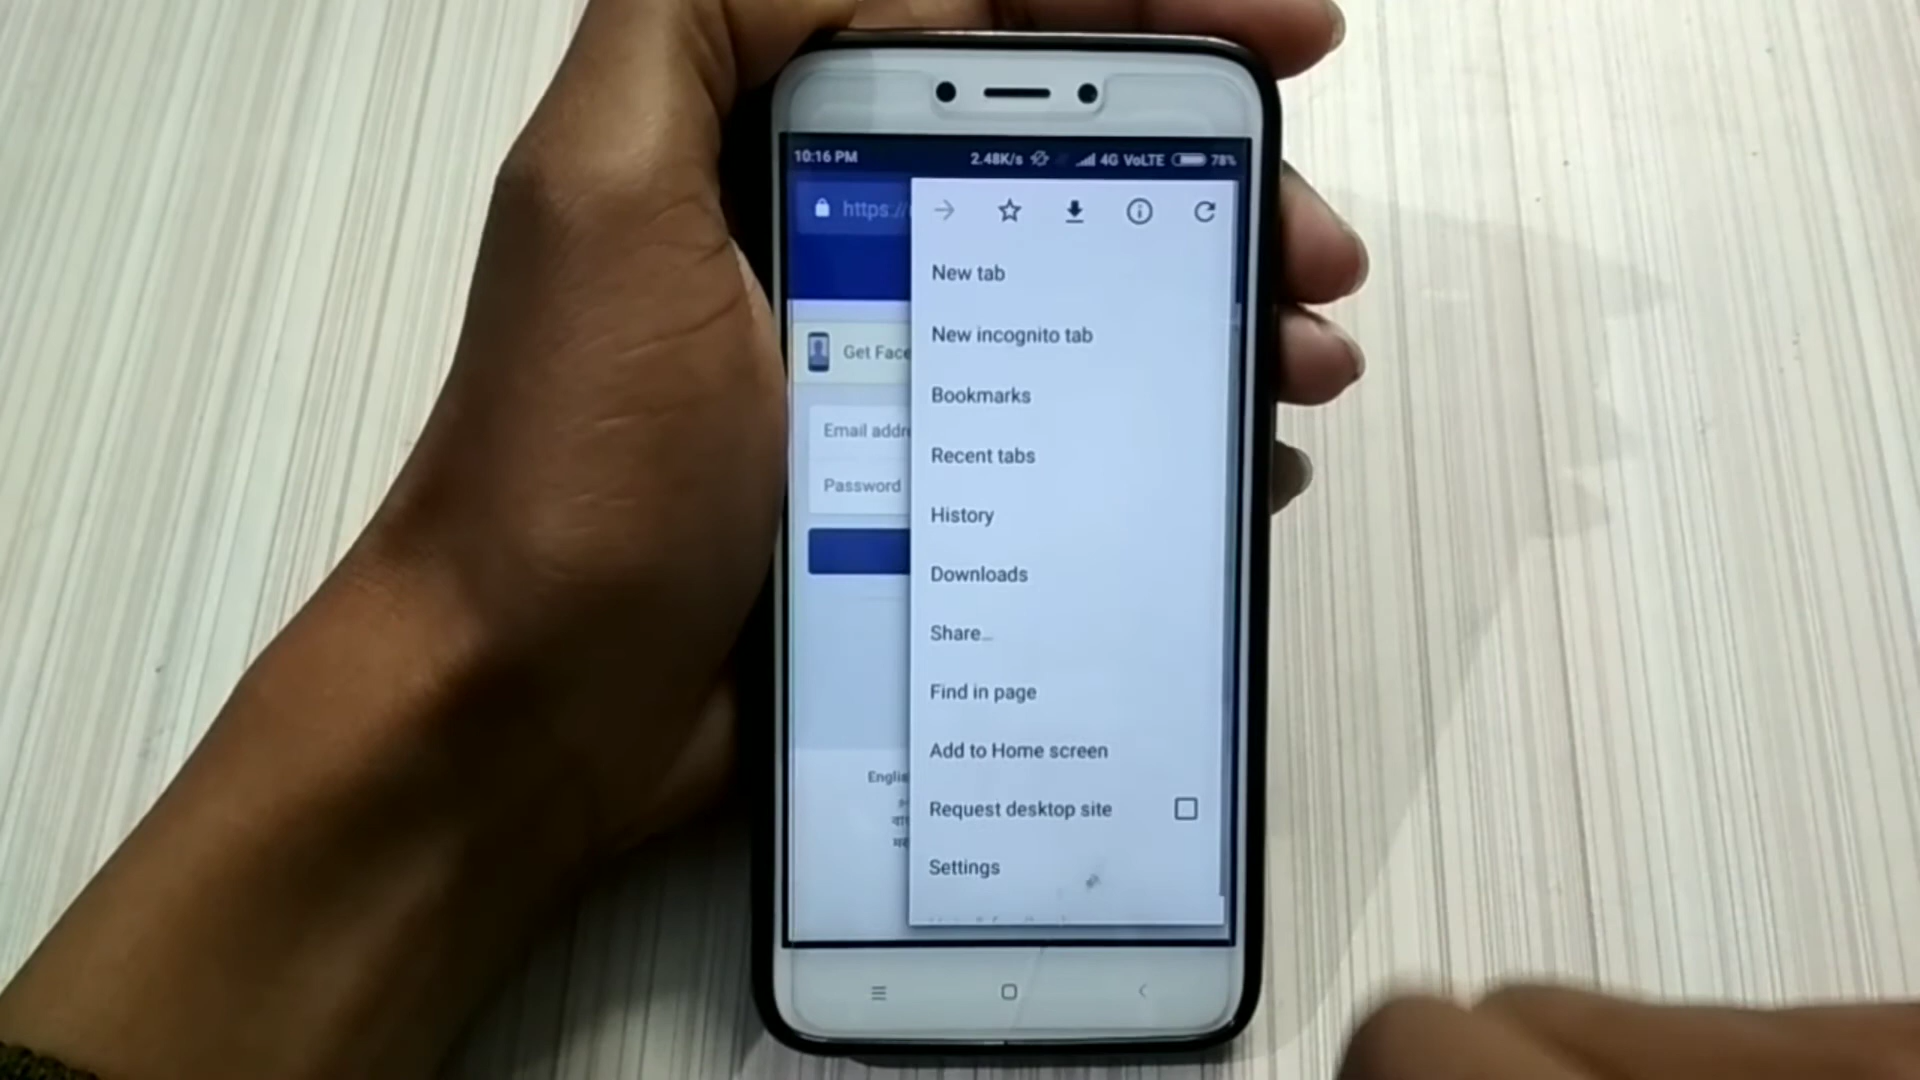 10:16 PM 2.48K/s 4G VoLTE 78%
https://
New tab
New incognito tab
Get Face
Bookmarks
Email addre
Recent tabs
Password
History
Downloads
Share...
Find in page
Add to Home screen
Englis
Request desktop site
Settings